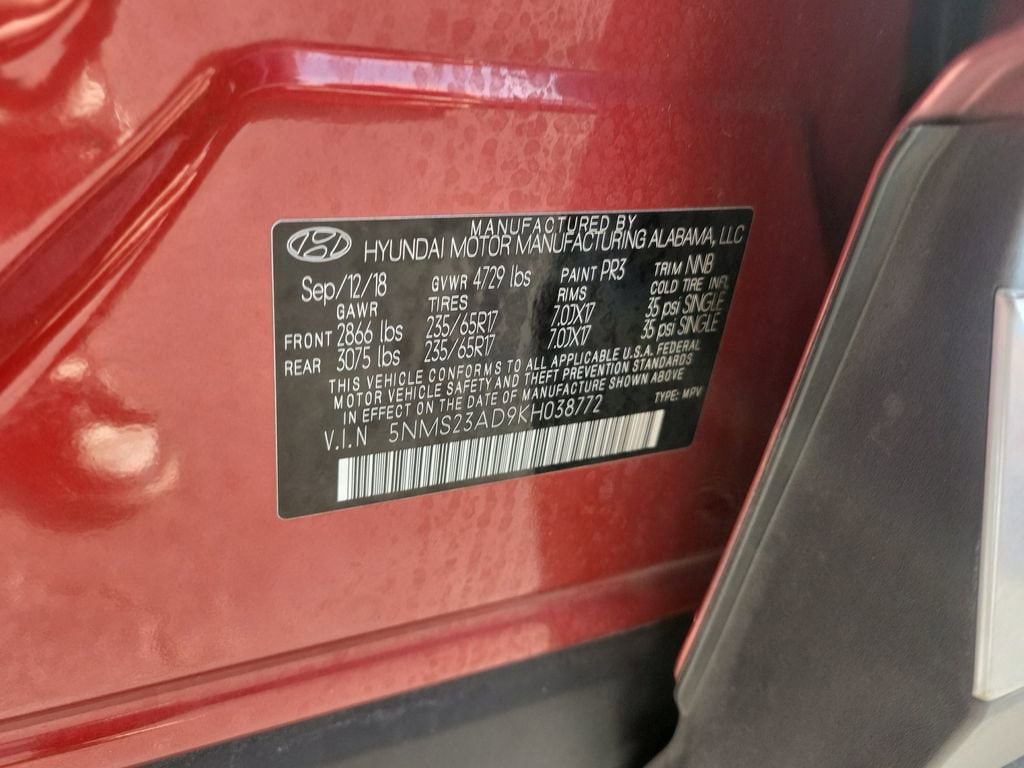 MANUFACTURED BY
HYUNDAI MOTOR MANUFACTURING ALABAMA, LLC
Sep/12/18 GVWR 4729 lbs PAINT PR3 TRIM NNB
GAWR TIRES RIMS COLD TIRE INFL
FRONT 2866 lbs 235/65R17 7.0JX17 35 psi SINGLE
REAR 3075 lbs 235/65R17 7.0JX17 35 psi SINGLE
THIS VEHICLE CONFORMS TO ALL APPLICABLE U.S.A. FEDERAL
MOTOR VEHICLE SAFETY AND THEFT PREVENTION STANDARDS
IN EFFECT ON THE DATE OF MANUFACTURE SHOWN ABOVE
V.I.N 5NMS23AD9KH038772 TYPE: MPV